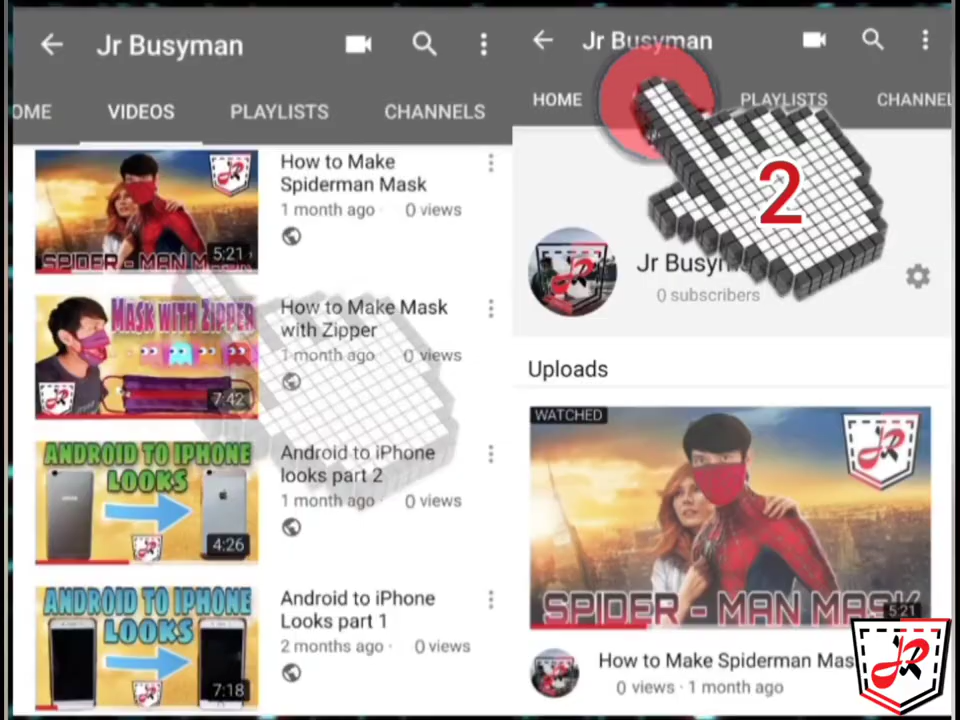 Jr Busyman
OME VIDEOS PLAYLISTS CHANNELS
How to Make
Spiderman Mask
1 month ago 0 views
5:21
SPIDER - MAN MASK
MASK WITH ZIPPER
How to Make Mask
with Zipper
1 month ago 0 views
JR
7:42
ANDROID TO IPHONE
LOOKS
Android to iPhone
looks part 2
1 month ago · 0 views
4:26
ANDROID TO IPHONE
LOOKS
Android to iPhone
Looks part 1
2 months ago · 0 views
7:18
Jr Busyman
HOME PLAYLISTS CHANNEL
2
Jr Busym
0 subscribers
Uploads
WATCHED
JR
SPIDER - MAN MASK
5:21
How to Make Spiderman Mas
0 views · 1 month ago
JR